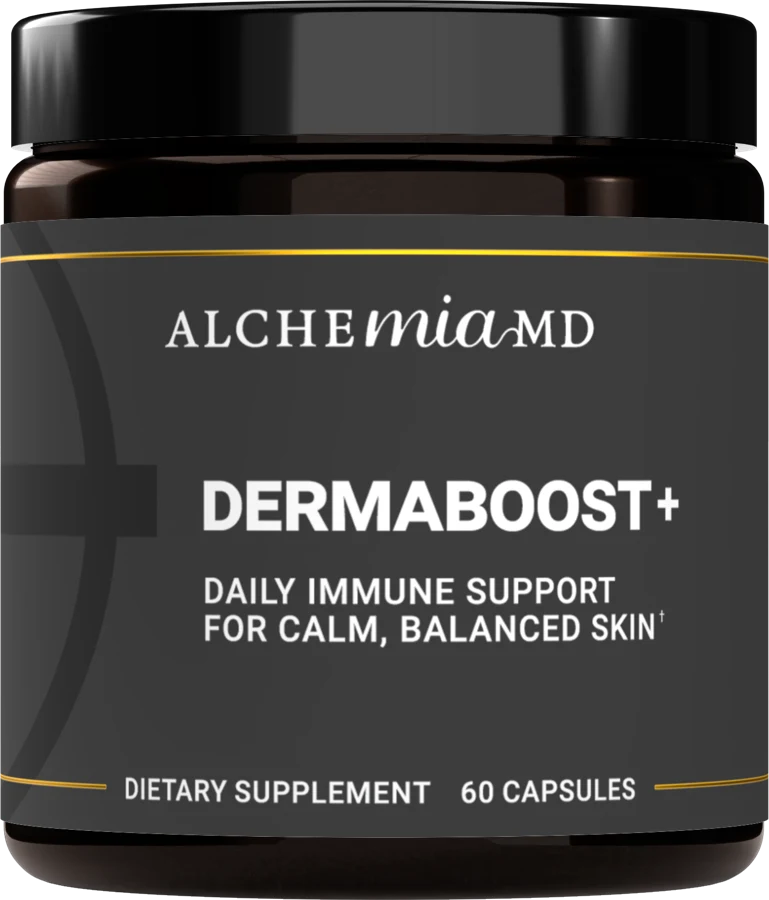 ALCHEmiaMD
DERMABOOST+
DAILY IMMUNE SUPPORT
FOR CALM, BALANCED SKIN†
DIETARY SUPPLEMENT 60 CAPSULES